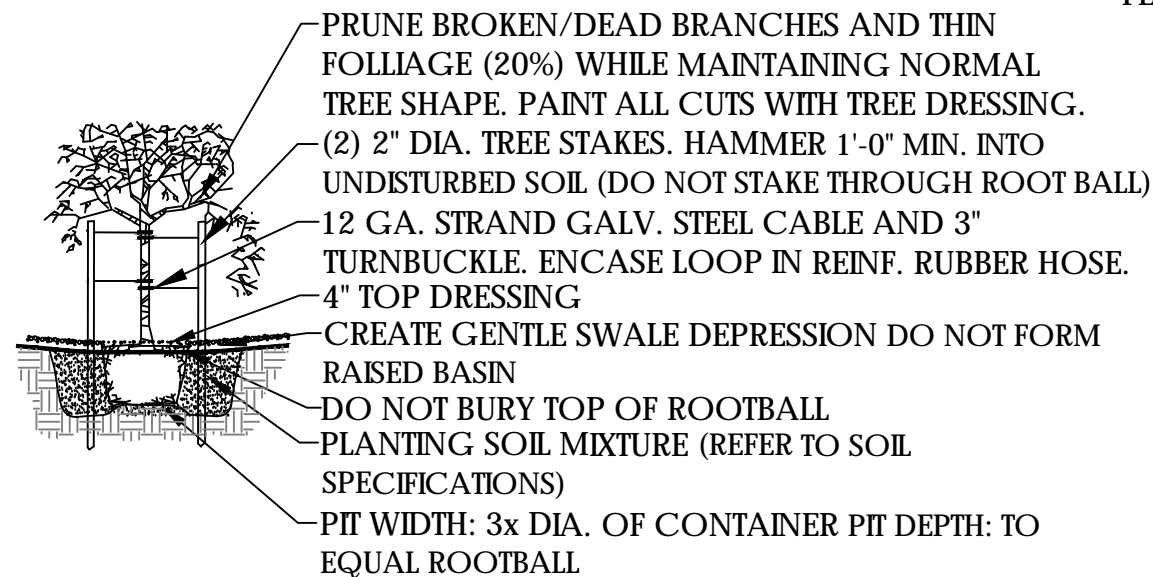 PRUNE BROKEN/DEAD BRANCHES AND THIN
FOLLIAGE (20%) WHILE MAINTAINING NORMAL
TREE SHAPE. PAINT ALL CUTS WITH TREE DRESSING.
(2) 2" DIA. TREE STAKES. HAMMER 1'-0" MIN. INTO
UNDISTURBED SOIL (DO NOT STAKE THROUGH ROOT BALL)
12 GA. STRAND GALV. STEEL CABLE AND 3"
TURNBUCKLE. ENCASE LOOP IN REINF. RUBBER HOSE.
4" TOP DRESSING
CREATE GENTLE SWALE DEPRESSION DO NOT FORM
RAISED BASIN
DO NOT BURY TOP OF ROOTBALL
PLANTING SOIL MIXTURE (REFER TO SOIL
SPECIFICATIONS)
PIT WIDTH: 3x DIA. OF CONTAINER PIT DEPTH: TO
EQUAL ROOTBALL